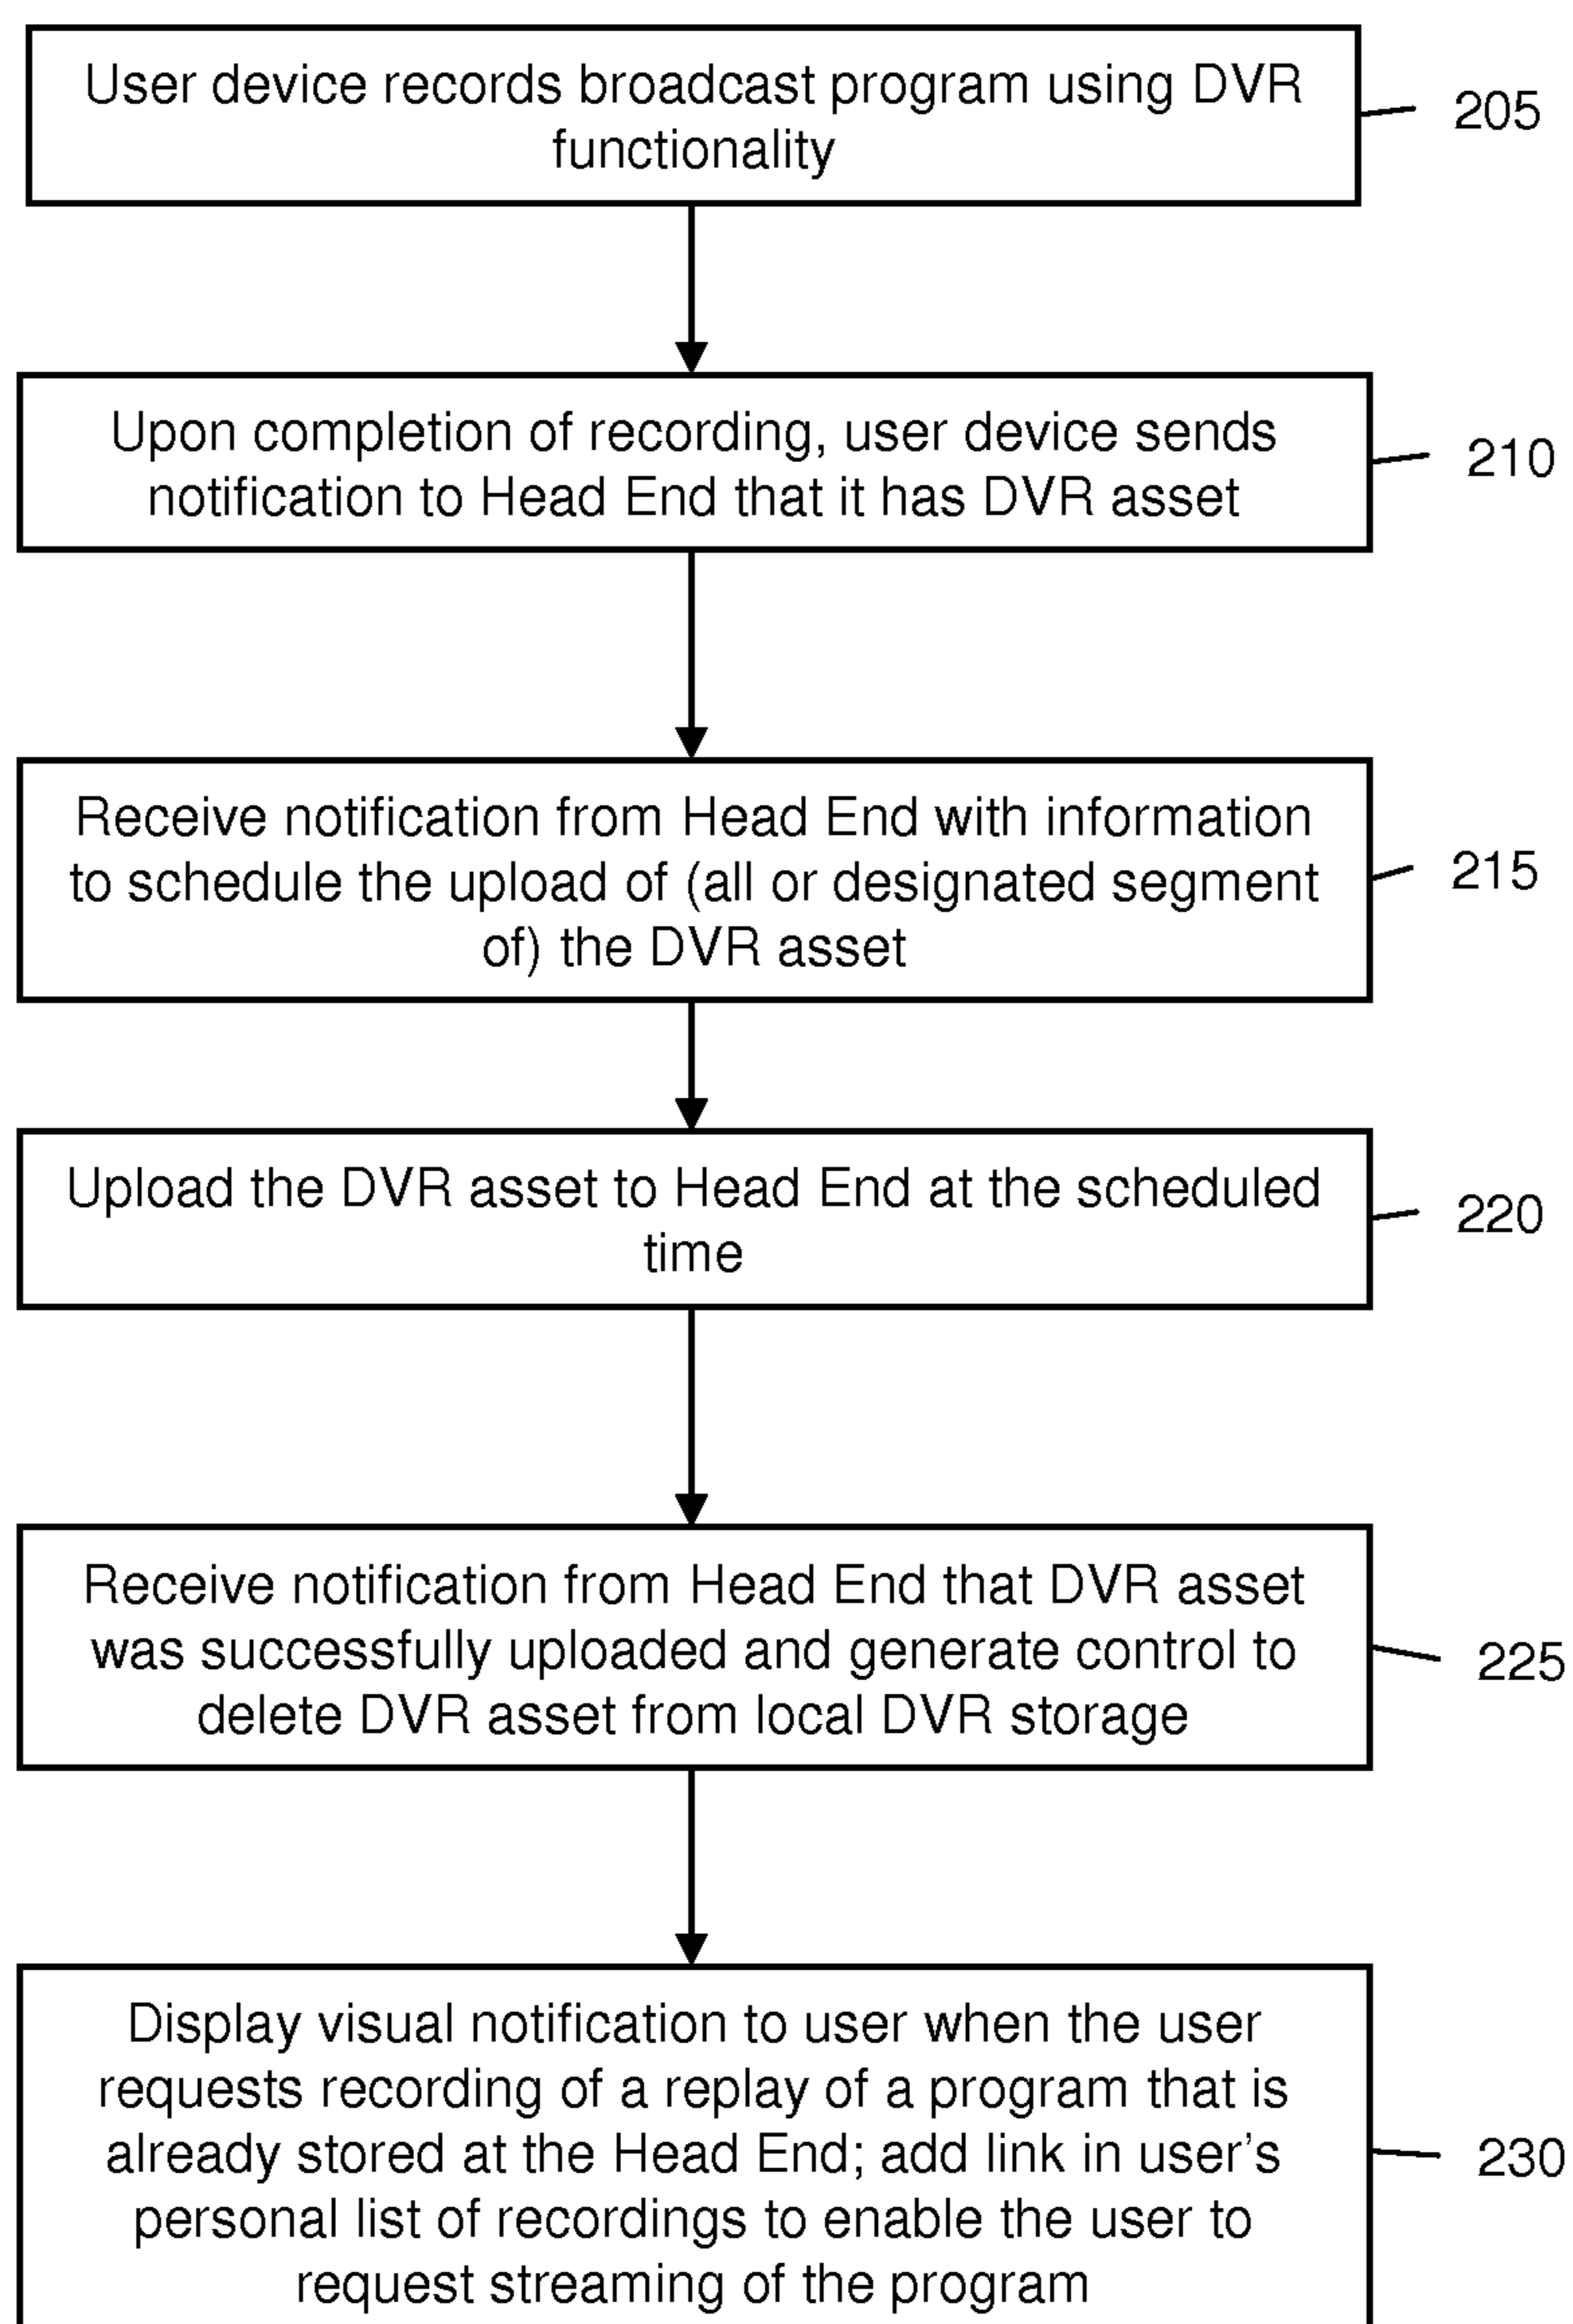 User device records broadcast program using DVR
functionality
205
Upon completion of recording, user device sends
notification to Head End that it has DVR asset
210
Receive notification from Head End with information
to schedule the upload of (all or designated segment
of) the DVR asset
215
Upload the DVR asset to Head End at the scheduled
time
220
Receive notification from Head End that DVR asset
was successfully uploaded and generate control to
delete DVR asset from local DVR storage
225
Display visual notification to user when the user
requests recording of a replay of a program that is
already stored at the Head End; add link in user's
personal list of recordings to enable the user to
request streaming of the program
230